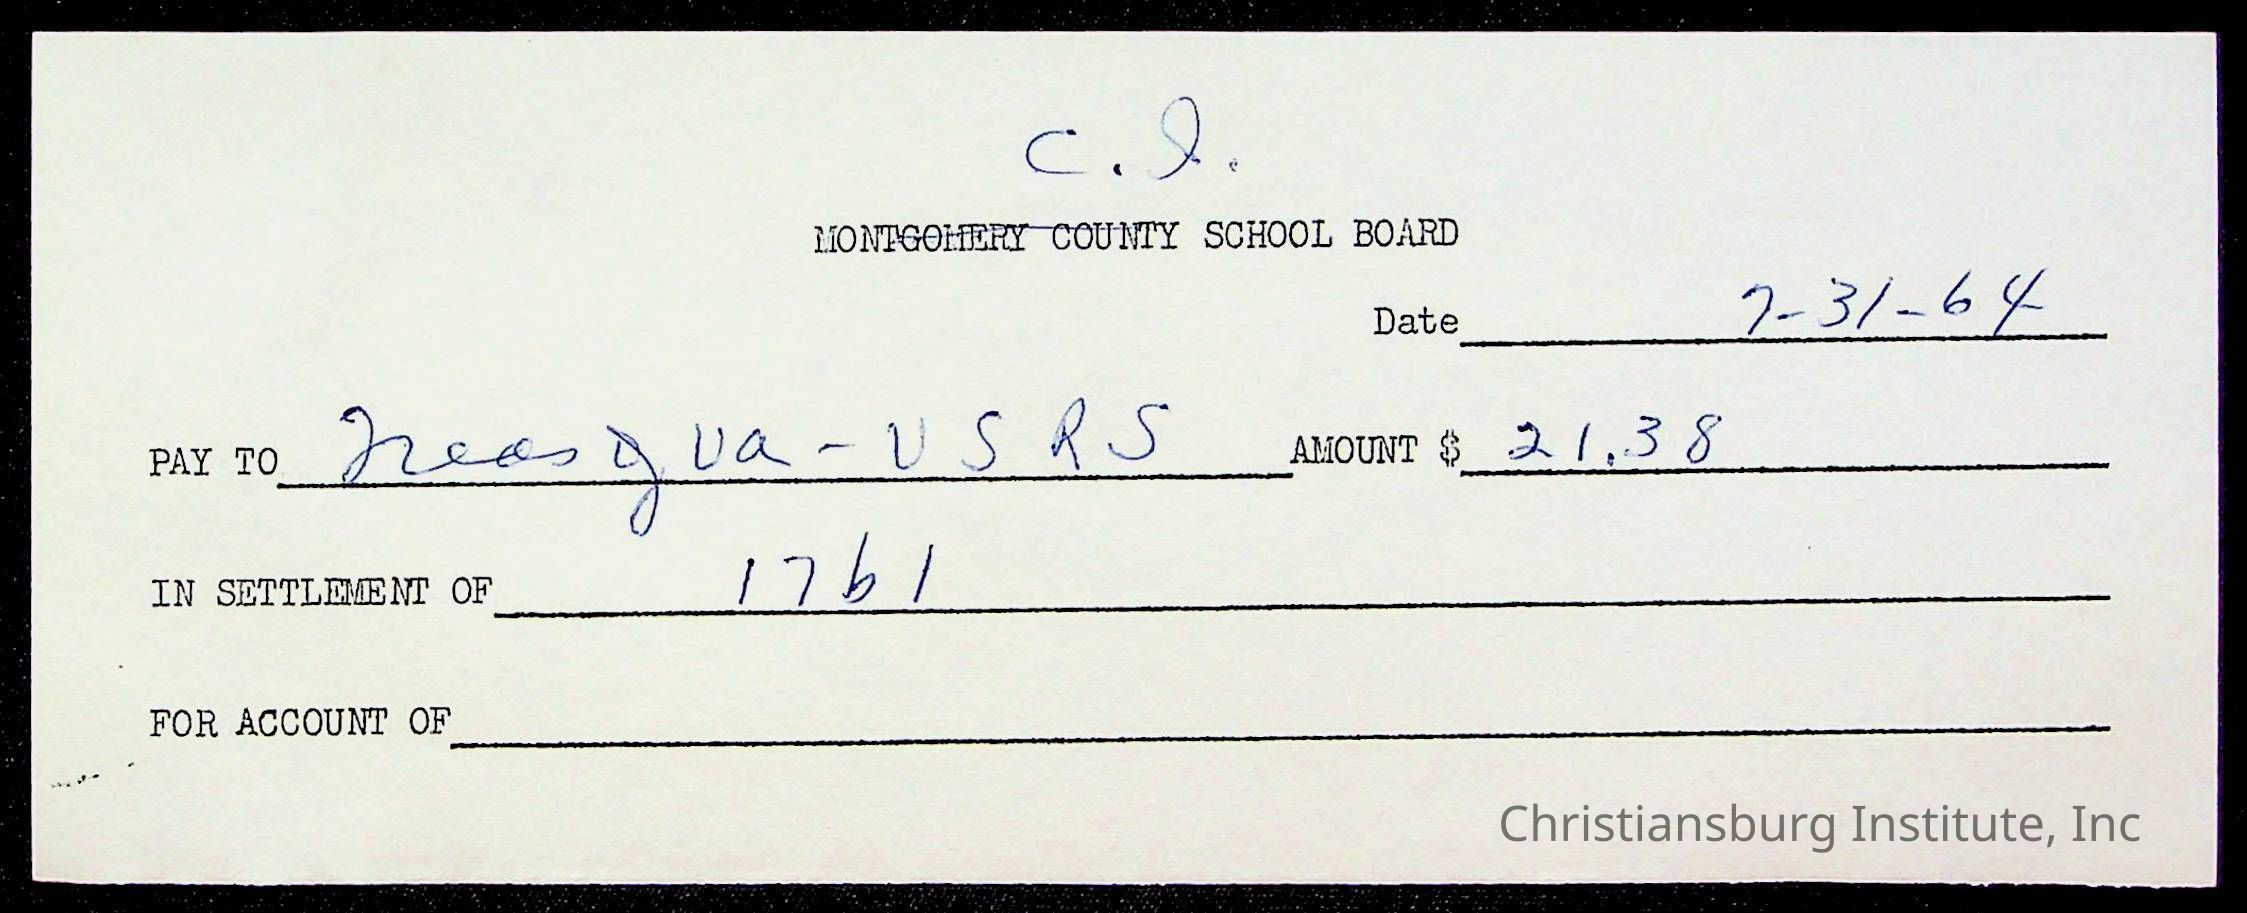 C. I.
MONTGOMERY COUNTY SCHOOL BOARD
Date 7-31-64
PAY TO Treas of Va - V S R S AMOUNT $ 21.38
IN SETTLEMENT OF 1761
FOR ACCOUNT OF
Christiansburg Institute, Inc